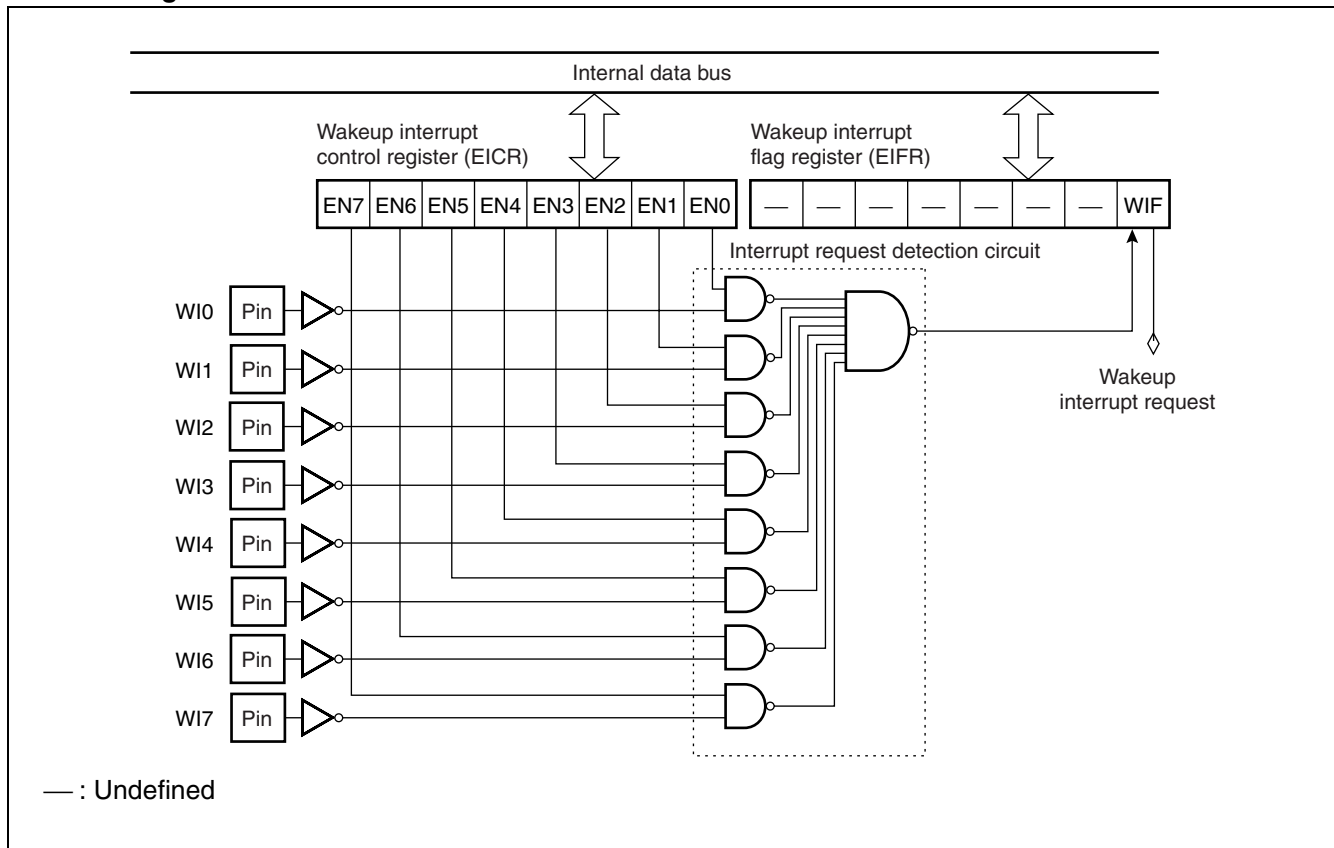 Internal data bus
Wakeup interrupt
control register (EICR)
Wakeup interrupt
flag register (EIFR)
EN7 EN6 EN5 EN4 EN3 EN2 EN1 EN0 — — — — — — — WIF
Interrupt request detection circuit
WI0 Pin
WI1 Pin
Wakeup
interrupt request
WI2 Pin
WI3 Pin
WI4 Pin
WI5 Pin
WI6 Pin
WI7 Pin
— : Undefined